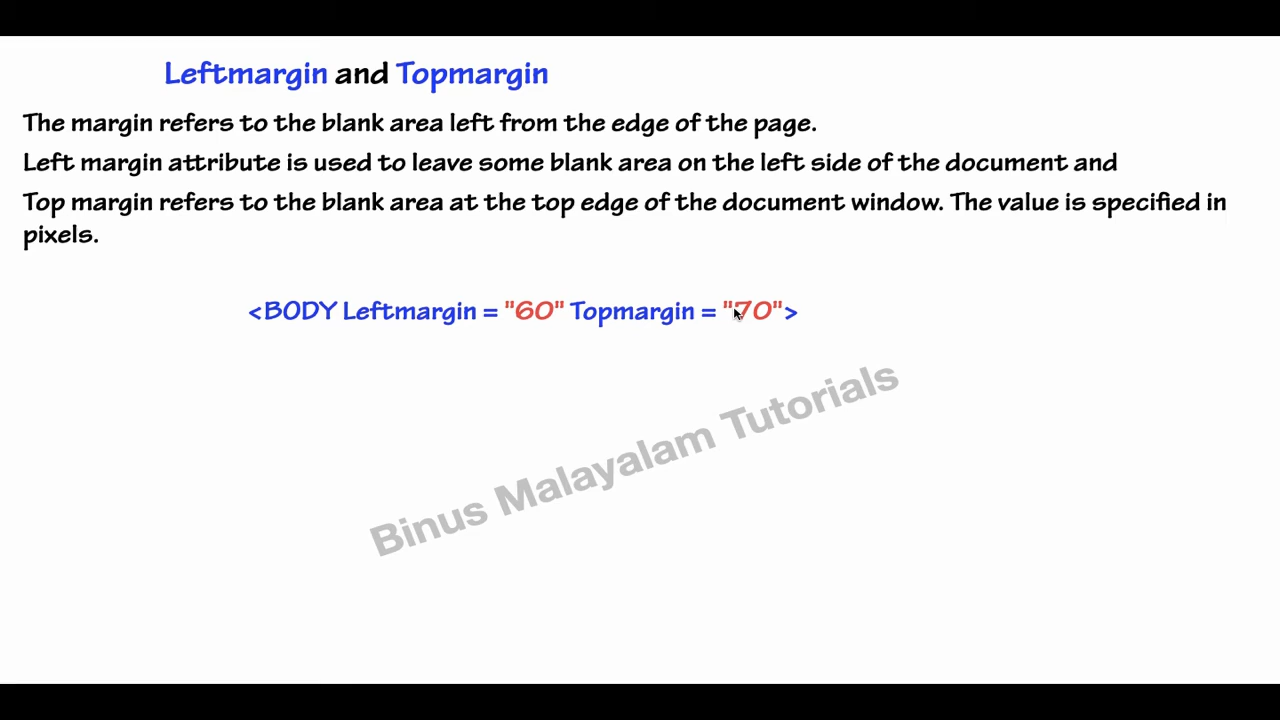 Leftmargin and Topmargin
The margin refers to the blank area left from the edge of the page.
Left margin attribute is used to leave some blank area on the left side of the document and
Top margin refers to the blank area at the top edge of the document window. The value is specified in
pixels.
<BODY Leftmargin = "60" Topmargin = "70">
Binus Malayalam Tutorials